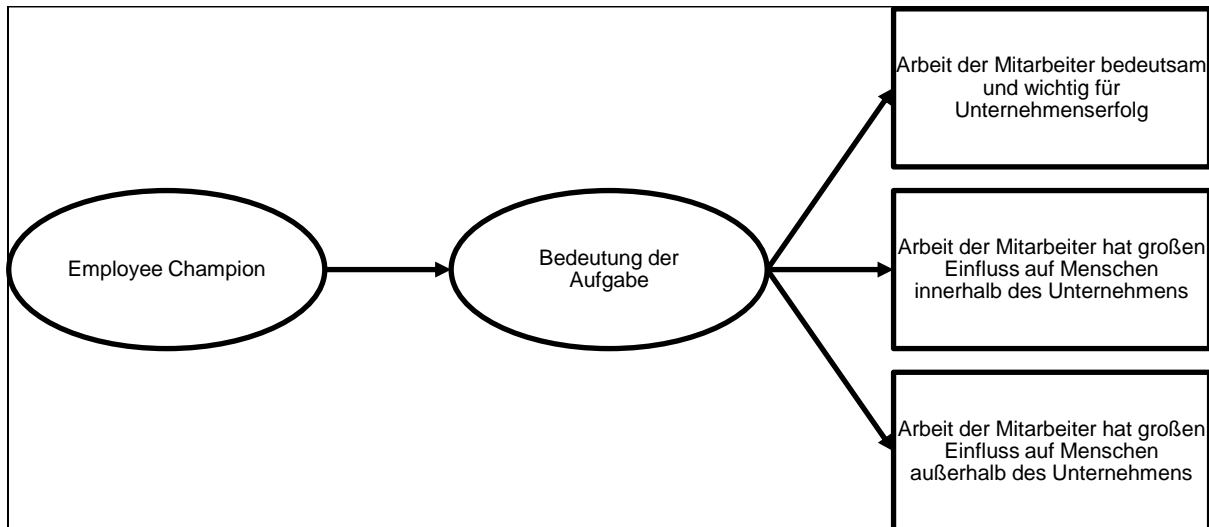 Arbeit der Mitarbeiter bedeutsam
und wichtig für
Unternehmenserfolg
Employee Champion
Bedeutung der
Aufgabe
Arbeit der Mitarbeiter hat großen
Einfluss auf Menschen
innerhalb des Unternehmens
Arbeit der Mitarbeiter hat großen
Einfluss auf Menschen
außerhalb des Unternehmens